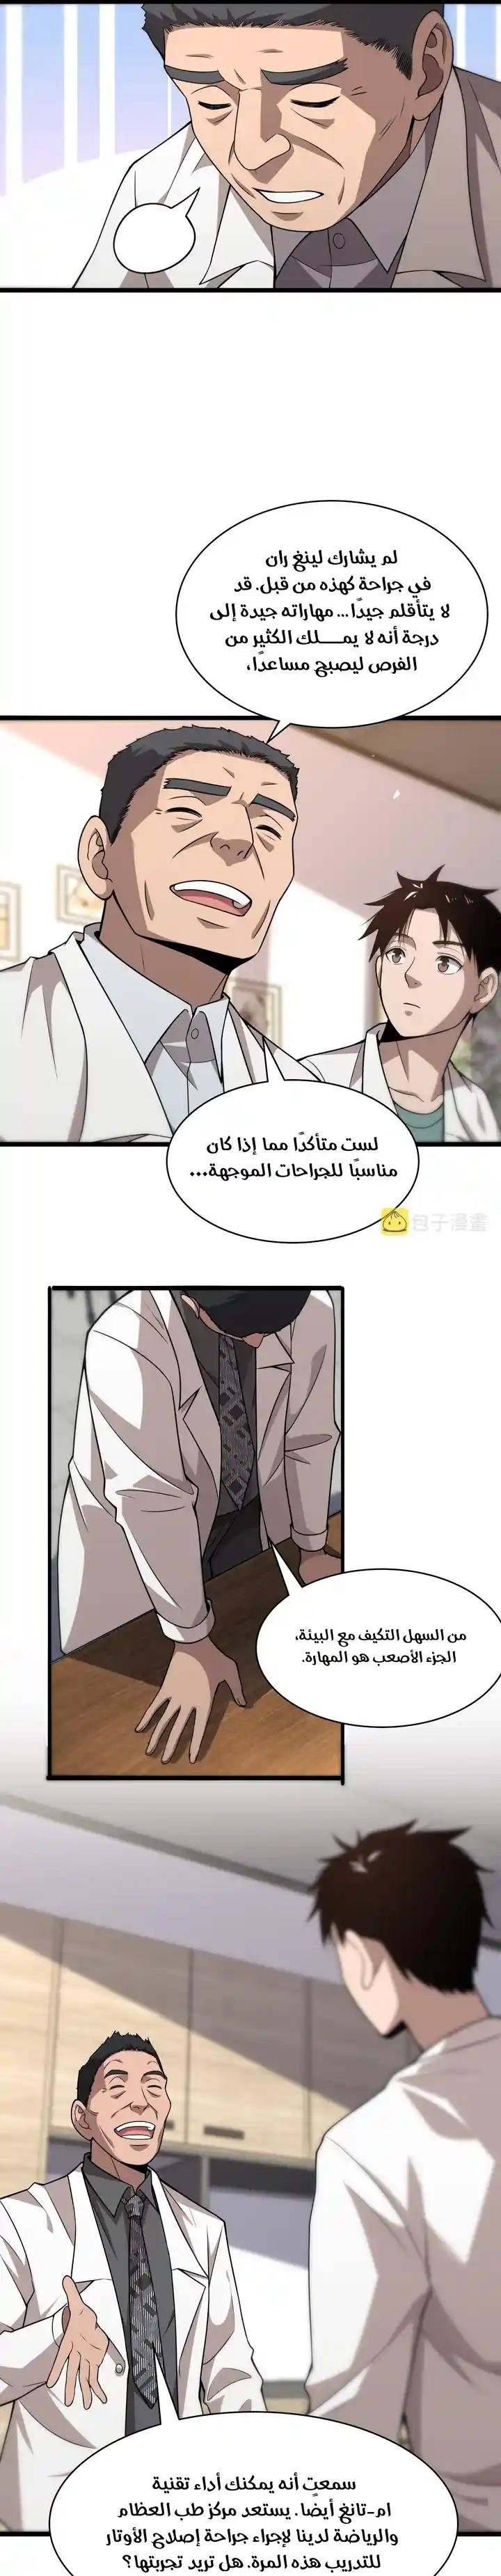 لم يشارك لينغ ران
في جراحة كهذه من قبل. قد
لا يتأقلم جيدًا... مهاراته جيدة إلى
درجة أنه لا يمـــلك الكثير من
الفرص ليصبح مساعدًا،
لست متأكدًا مما إذا كان
مناسبًا للجراحات الموجهة...
包子漫畫
من السهل التكيف مع البيئة،
الجزء الأصعب هو المهارة.
سمعت أنه يمكنك أداء تقنية
ام-تانغ أيضًا. يستعد مركز طب العظام
والرياضة لدينا لإجراء جراحة إصلاح الأوتار
للتدريب هذه المرة. هل تريد تجربتها؟